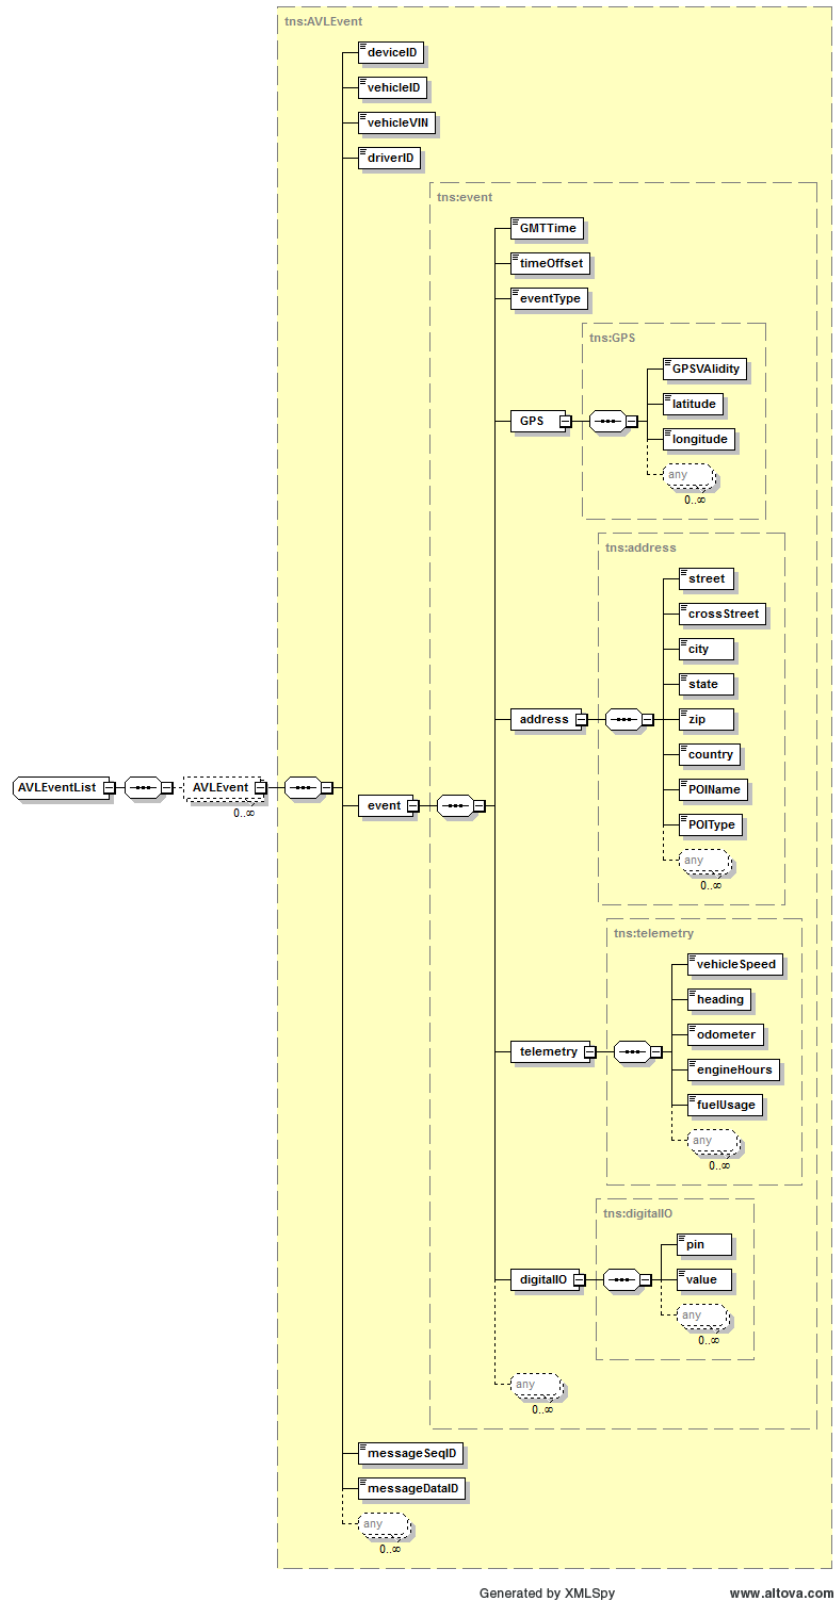 tns:AVLEvent
deviceID
vehicleID
vehicleVIN
driverID
tns:event
GMTTime
timeOffset
eventType
tns:GPS
GPSVAlidity
latitude
longitude
any
0..∞
GPS
tns:address
street
crossStreet
city
state
zip
country
POIName
POIType
any
0..∞
address
AVLEventList
AVLEvent
0..∞
event
tns:telemetry
vehicleSpeed
heading
odometer
engineHours
fuelUsage
any
0..∞
telemetry
tns:digitalIO
pin
value
any
0..∞
digitalIO
any
0..∞
messageSeqID
messageDataID
any
0..∞
Generated by XMLSpy www.altova.com